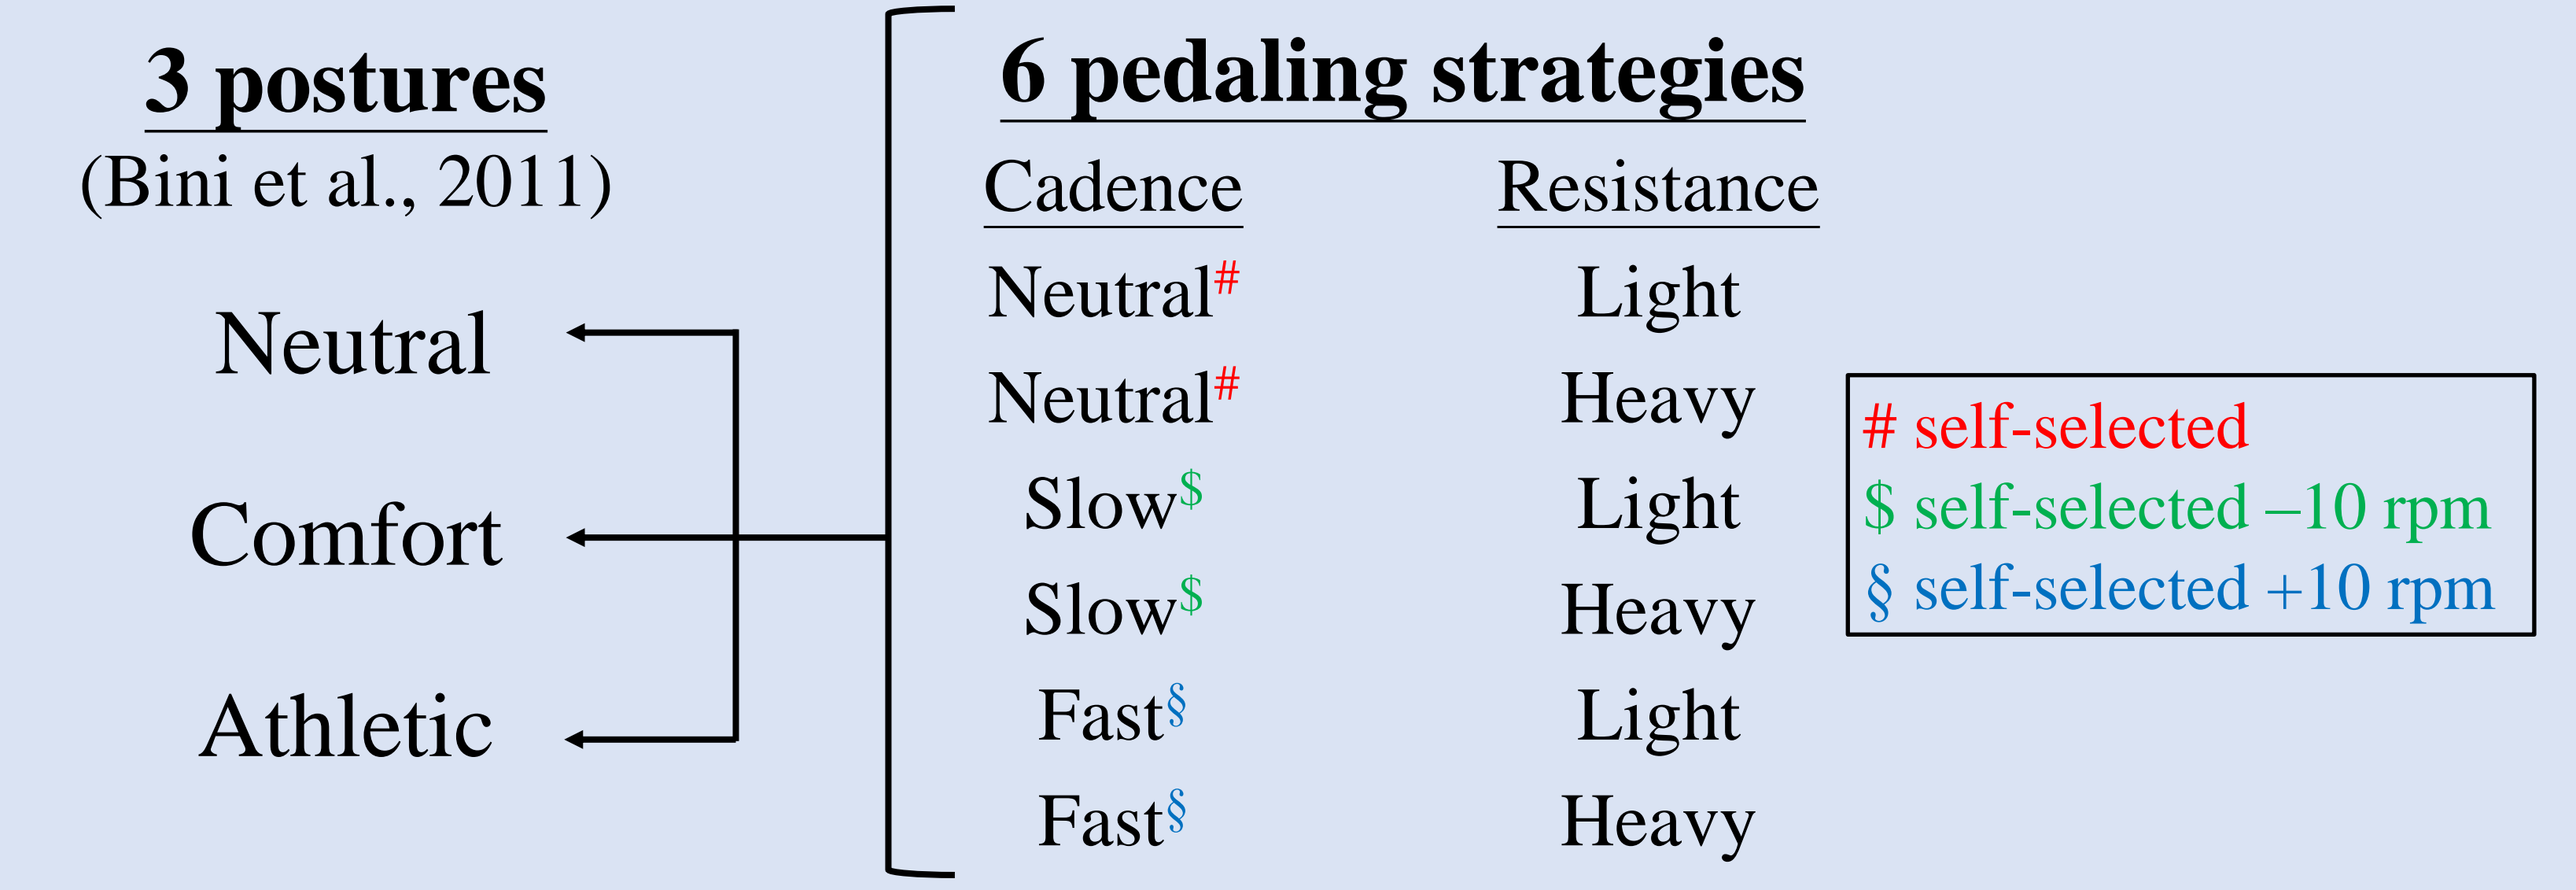 3 postures
(Bini et al., 2011)
Neutral
Comfort
Athletic
6 pedaling strategies
Cadence Resistance
Neutral# Light
Neutral# Heavy
Slow$ Light
Slow$ Heavy
Fast§ Light
Fast§ Heavy
# self-selected
$ self-selected –10 rpm
§ self-selected +10 rpm